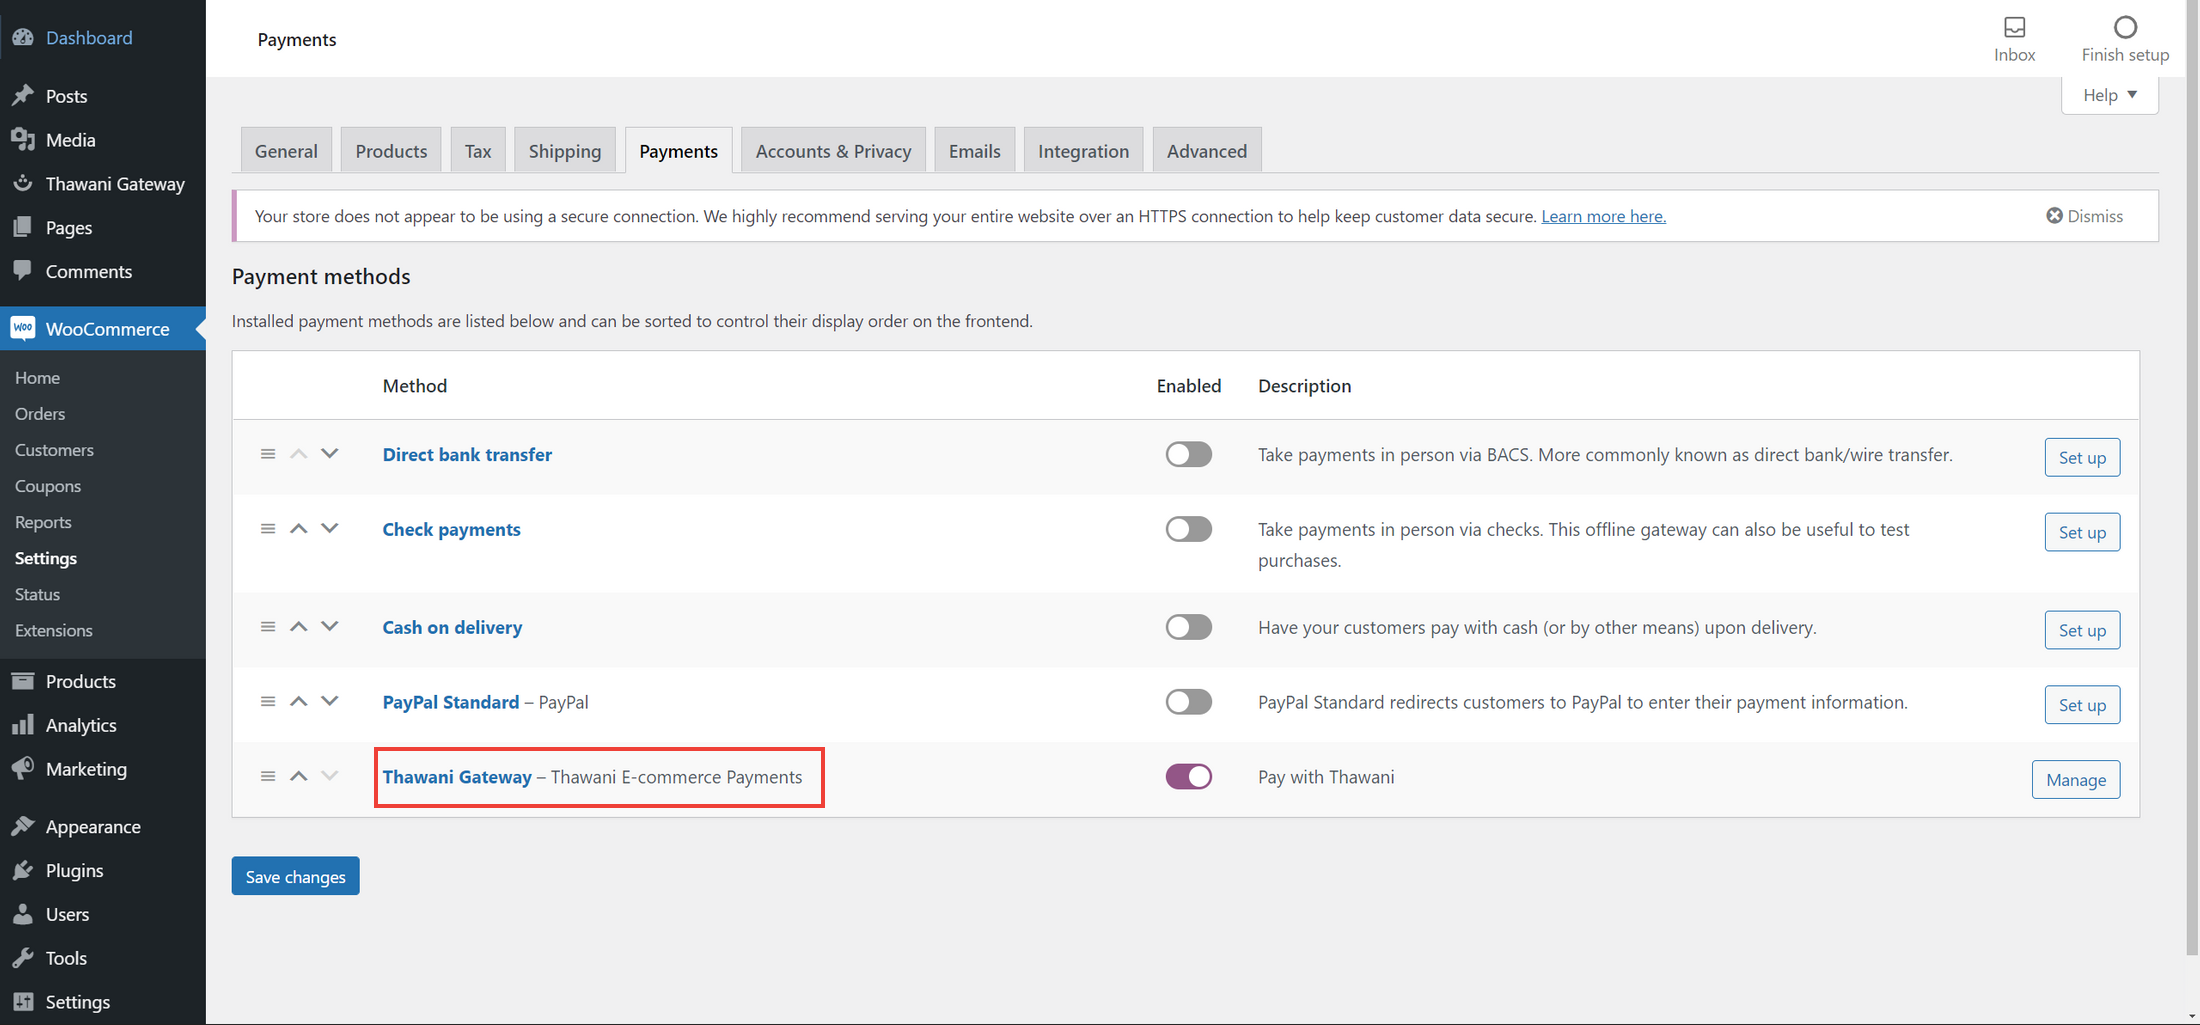 Dashboard
Posts
Media
Thawani Gateway
Pages
Comments
WOO WooCommerce
Home
Orders
Customers
Coupons
Reports
Settings
Status
Extensions
Products
Analytics
Marketing
Appearance
Plugins
Users
Tools
Settings
Payments
Inbox
Finish setup
Help
General Products Tax Shipping Payments Accounts & Privacy Emails Integration Advanced
Your store does not appear to be using a secure connection. We highly recommend serving your entire website over an HTTPS connection to help keep customer data secure. Learn more here. Dismiss
Payment methods
Installed payment methods are listed below and can be sorted to control their display order on the frontend.
Method Enabled Description
Direct bank transfer Take payments in person via BACS. More commonly known as direct bank/wire transfer. Set up
Check payments Take payments in person via checks. This offline gateway can also be useful to test
purchases. Set up
Cash on delivery Have your customers pay with cash (or by other means) upon delivery. Set up
PayPal Standard – PayPal PayPal Standard redirects customers to PayPal to enter their payment information. Set up
Thawani Gateway – Thawani E-commerce Payments Pay with Thawani Manage
Save changes